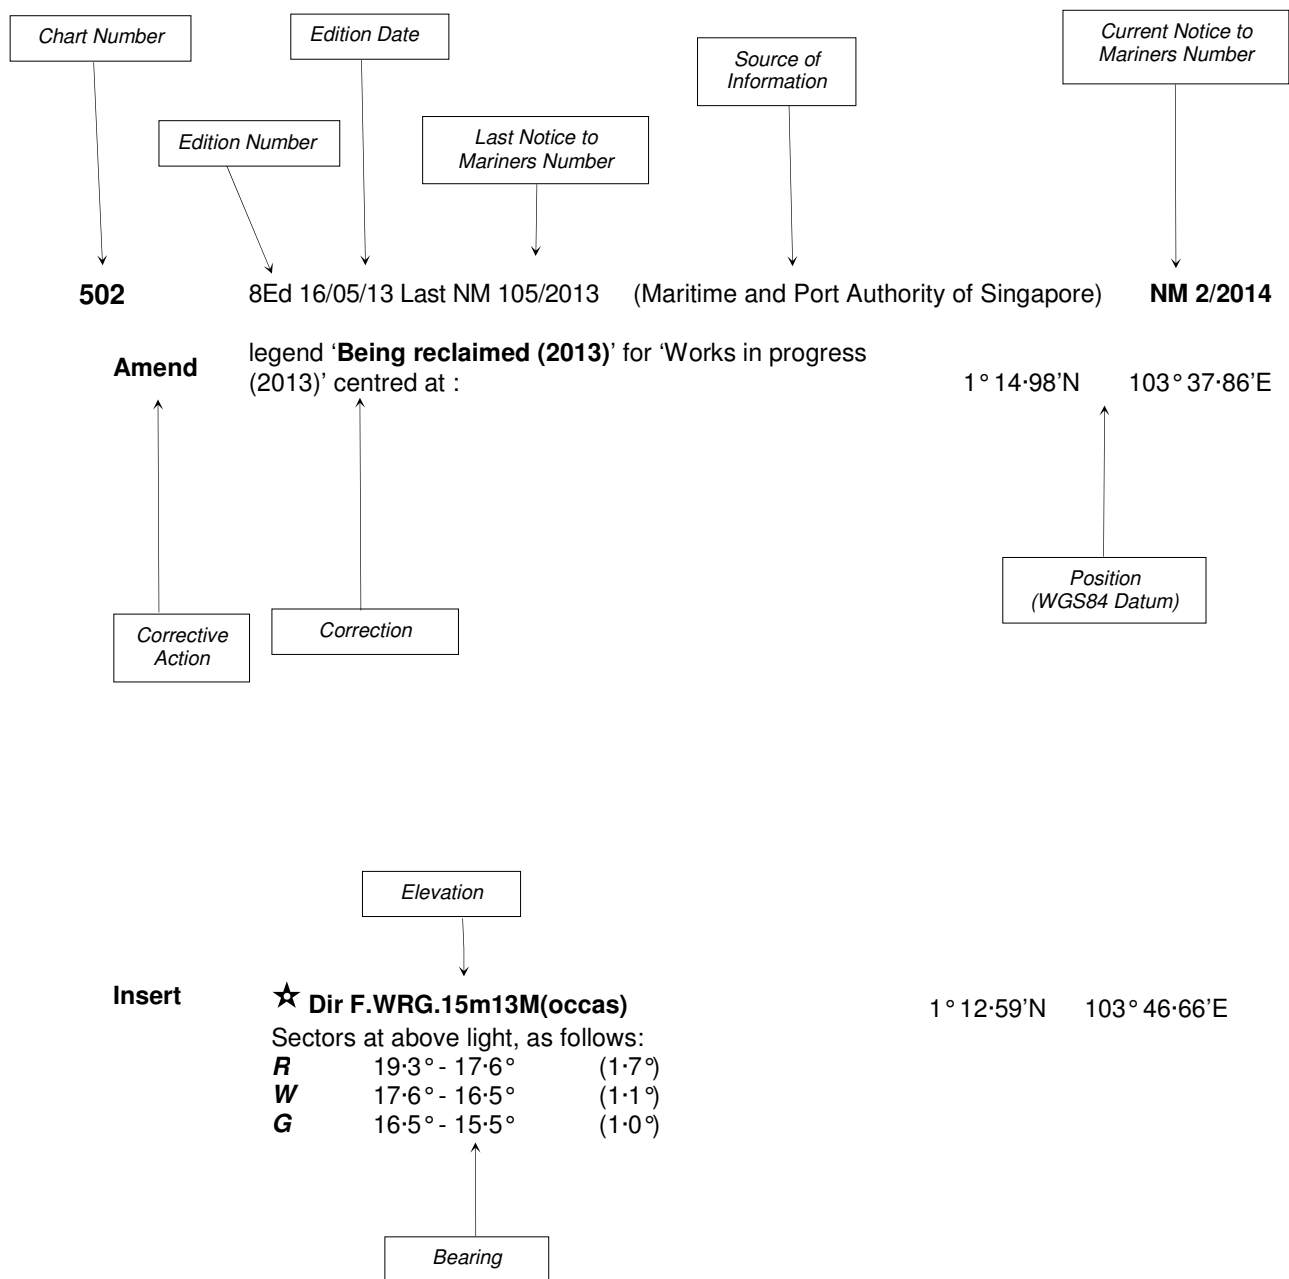 Chart Number
Edition Date
Current Notice to
Mariners Number
Source of
Information
Edition Number
Last Notice to
Mariners Number
502 8Ed 16/05/13 Last NM 105/2013 (Maritime and Port Authority of Singapore) NM 2/2014
Amend legend ‘Being reclaimed (2013)’ for ‘Works in progress
(2013)’ centred at : 1° 14·98’N 103° 37·86’E
Position
(WGS84 Datum)
Corrective
Action
Correction
Elevation
Insert Dir F.WRG.15m13M(occas) 1° 12·59’N 103° 46·66’E
Sectors at above light, as follows:
R 19·3° - 17·6° (1·7°)
W 17·6° - 16·5° (1·1°)
G 16·5° - 15·5° (1·0°)
Bearing